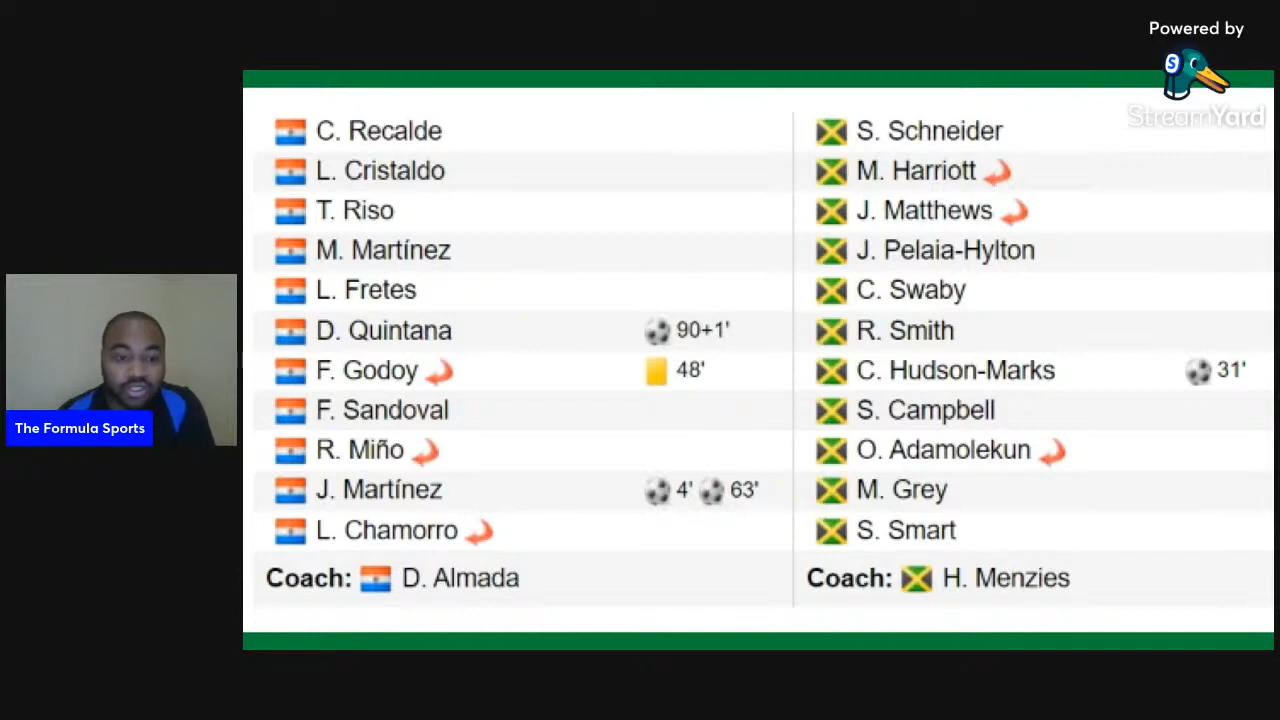 Powered by
StreamYard
C. Recalde
L. Cristaldo
T. Riso
M. Martínez
L. Fretes
D. Quintana 90+1'
F. Godoy 48'
F. Sandoval
R. Miño
J. Martínez 4' 63'
L. Chamorro
Coach: D. Almada
S. Schneider
M. Harriott
J. Matthews
J. Pelaia-Hylton
C. Swaby
R. Smith
C. Hudson-Marks 31'
S. Campbell
O. Adamolekun
M. Grey
S. Smart
Coach: H. Menzies
The Formula Sports